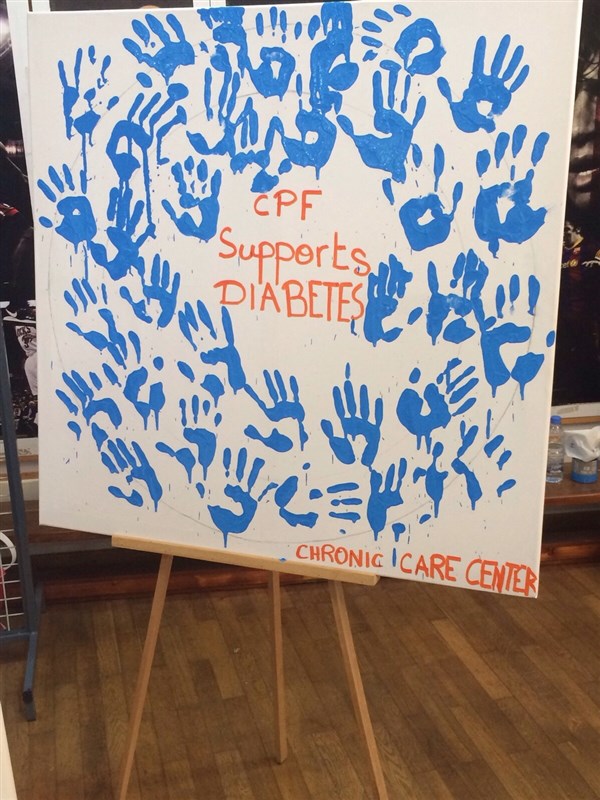 CPF
Supports
DIABETES
CHRONIC CARE CENTER